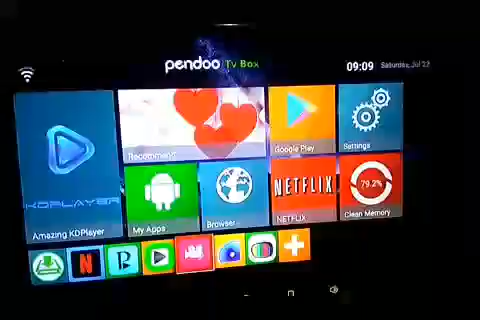 pendoo TV Box
09:09 Saturday, Jul 22
KDPLAYER
Amazing KDPlayer
Recommend
Google Play
Settings
My Apps
Browser
NETFLIX
NETFLIX
79.2%
Clean Memory
N